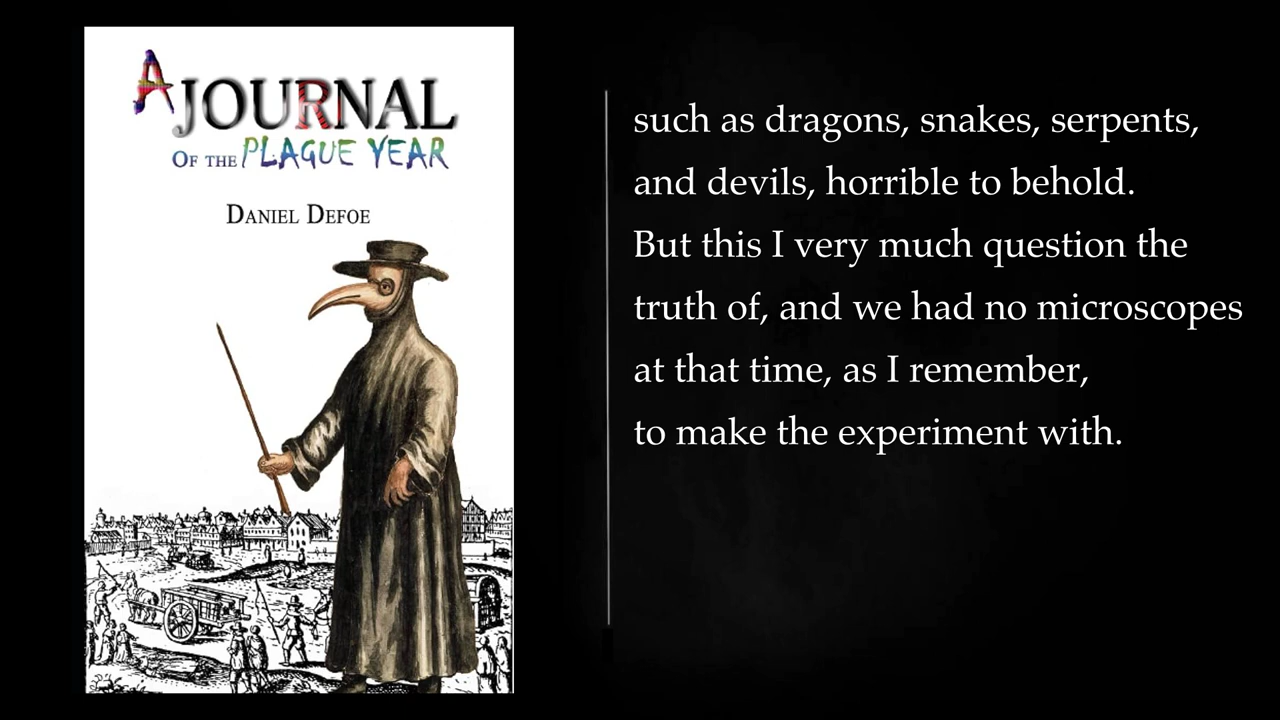 A JOURNAL
OF THE PLAGUE YEAR
DANIEL DEFOE
such as dragons, snakes, serpents,
and devils, horrible to behold.
But this I very much question the
truth of, and we had no microscopes
at that time, as I remember,
to make the experiment with.